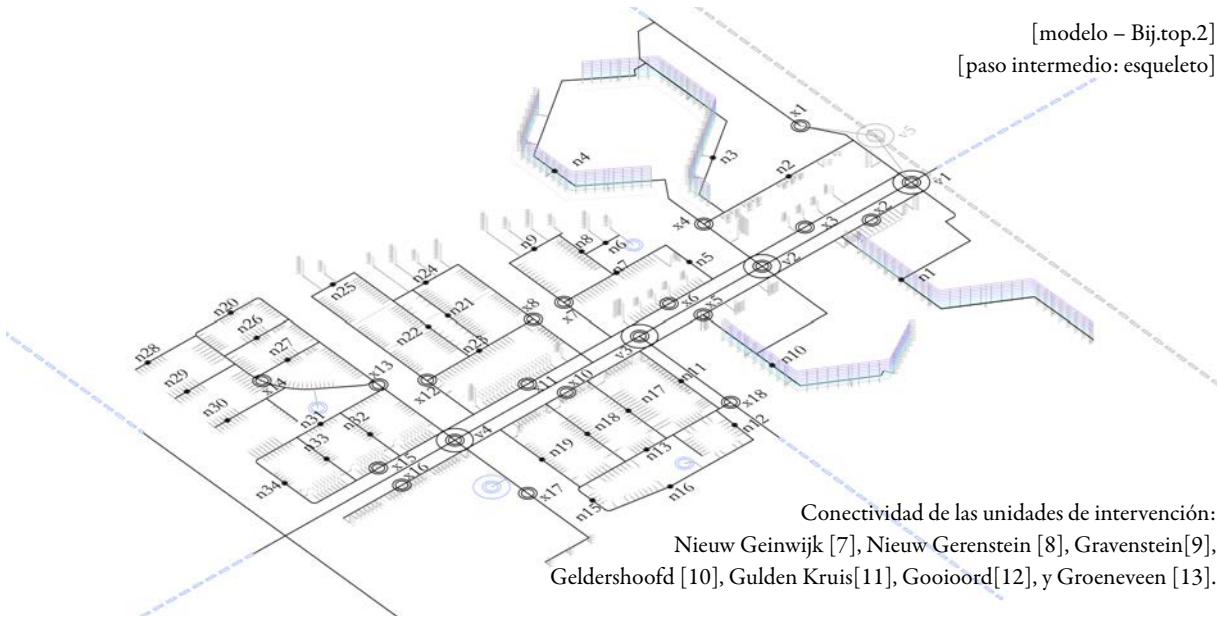 [modelo – Bij.top.2]
[paso intermedio: esqueleto]
x1
v5
v1
n2
n3
n4
x4
x3
x2
n1
v2
n9
n8
n6
n7
n5
x6
x5
x7
n25
n24
n21
n22
n23
x8
v3
n10
n20
n26
n27
n28
n29
n30
x14
x13
x12
x11
x10
n11
x18
n17
n18
n12
n31
n32
n33
n34
v4
x15
x16
n19
n13
n15
n16
x17
Conectividad de las unidades de intervención:
Nieuw Geinwijk [7], Nieuw Gerenstein [8], Gravenstein[9],
Geldershoofd [10], Gulden Kruis[11], Gooioord[12], y Groeneveen [13].